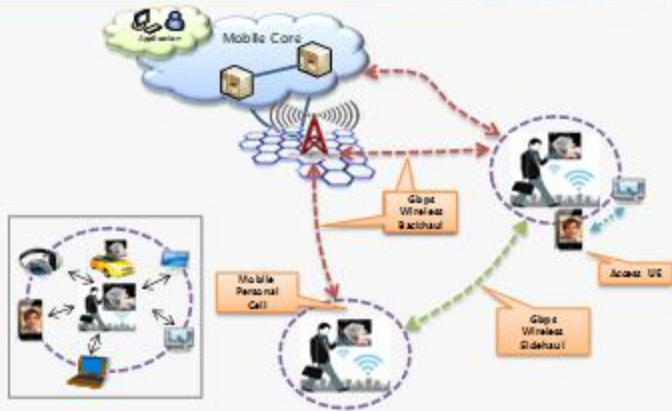 Application
Mobile Core
Gbps
Wireless
Backhaul
Mobile
Personal
Cell
Access UE
Gbps
Wireless
Sidehaul